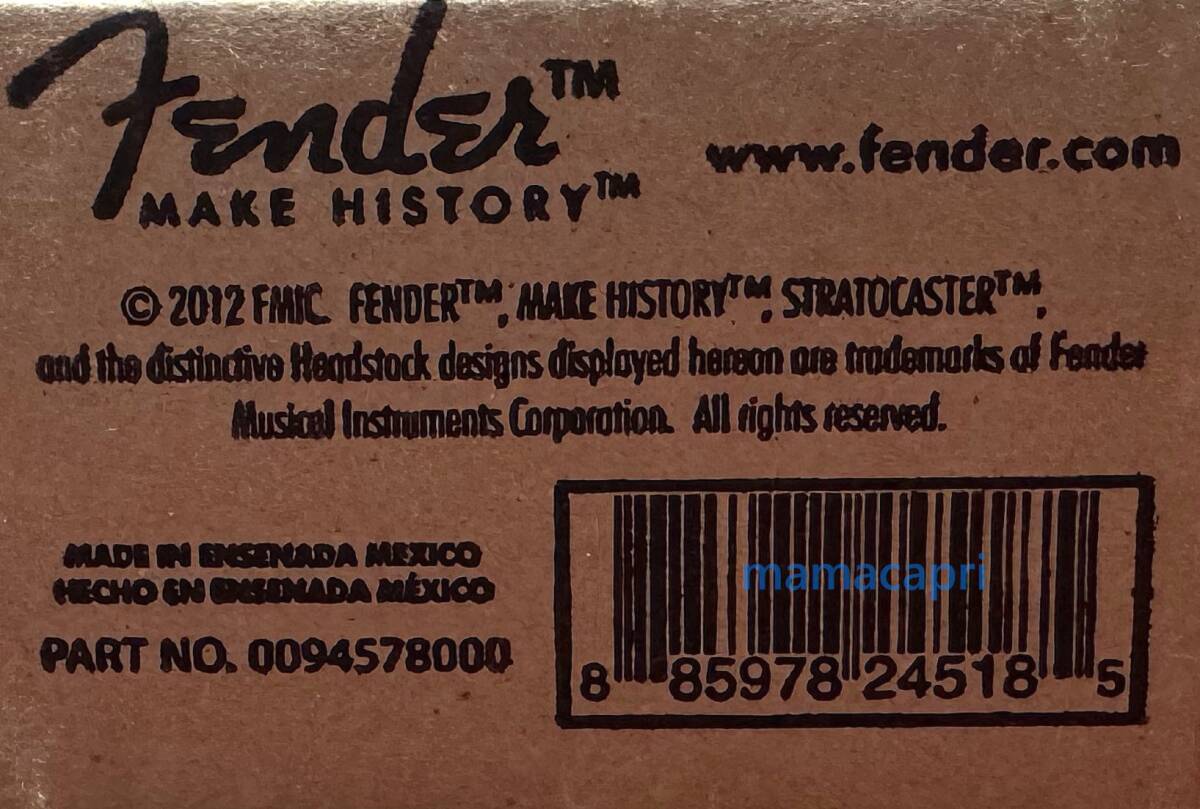 Fender™
MAKE HISTORY™
www.fender.com
© 2012 FMIC. FENDER™, MAKE HISTORY™, STRATOCASTER™,
and the distinctive Headstock designs displayed hereon are trademarks of Fender
Musical Instruments Corporation. All rights reserved.
MADE IN ENSENADA MEXICO
HECHO EN ENSENADA MÉXICO
PART NO. 0094578000
mamacapri
8 85978 24518 5